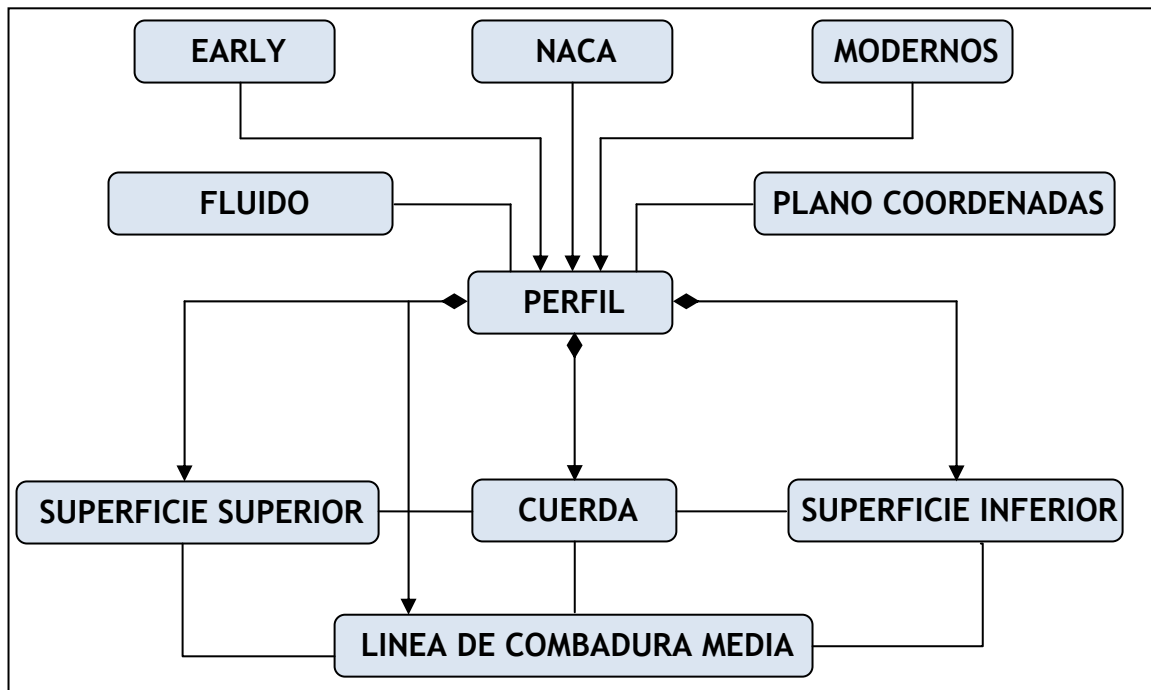 EARLY
NACA
MODERNOS
FLUIDO
PLANO COORDENADAS
PERFIL
SUPERFICIE SUPERIOR
CUERDA
SUPERFICIE INFERIOR
LINEA DE COMBADURA MEDIA